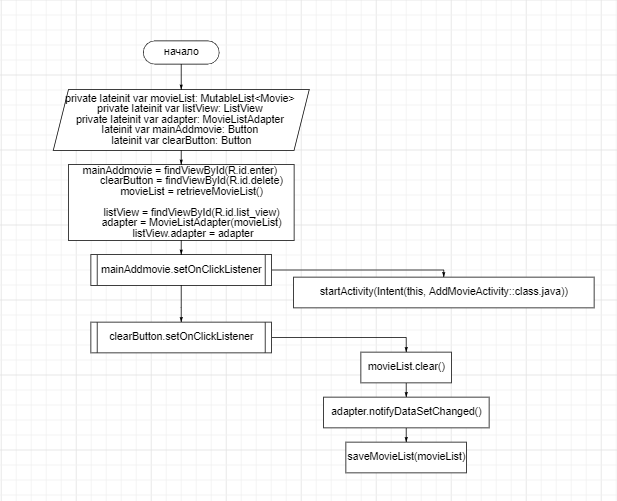 начало
private lateinit var movieList: MutableList<Movie>
private lateinit var listView: ListView
private lateinit var adapter: MovieListAdapter
lateinit var mainAddmovie: Button
lateinit var clearButton: Button
mainAddmovie = findViewById(R.id.enter)
clearButton = findViewById(R.id.delete)
movieList = retrieveMovieList()
listView = findViewById(R.id.list_view)
adapter = MovieListAdapter(movieList)
listView.adapter = adapter
mainAddmovie.setOnClickListener
startActivity(Intent(this, AddMovieActivity::class.java))
clearButton.setOnClickListener
movieList.clear()
adapter.notifyDataSetChanged()
saveMovieList(movieList)